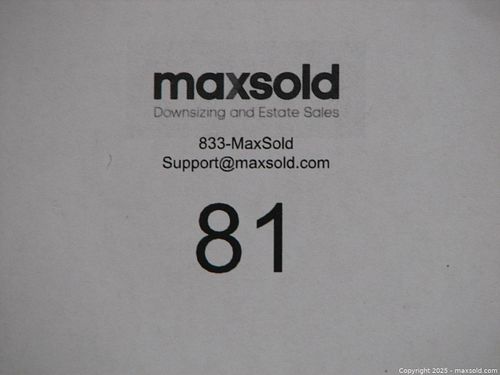 maxsold
Downsizing and Estate Sales
833-MaxSold
Support@maxsold.com
81
Copyright 2025 - maxsold.com